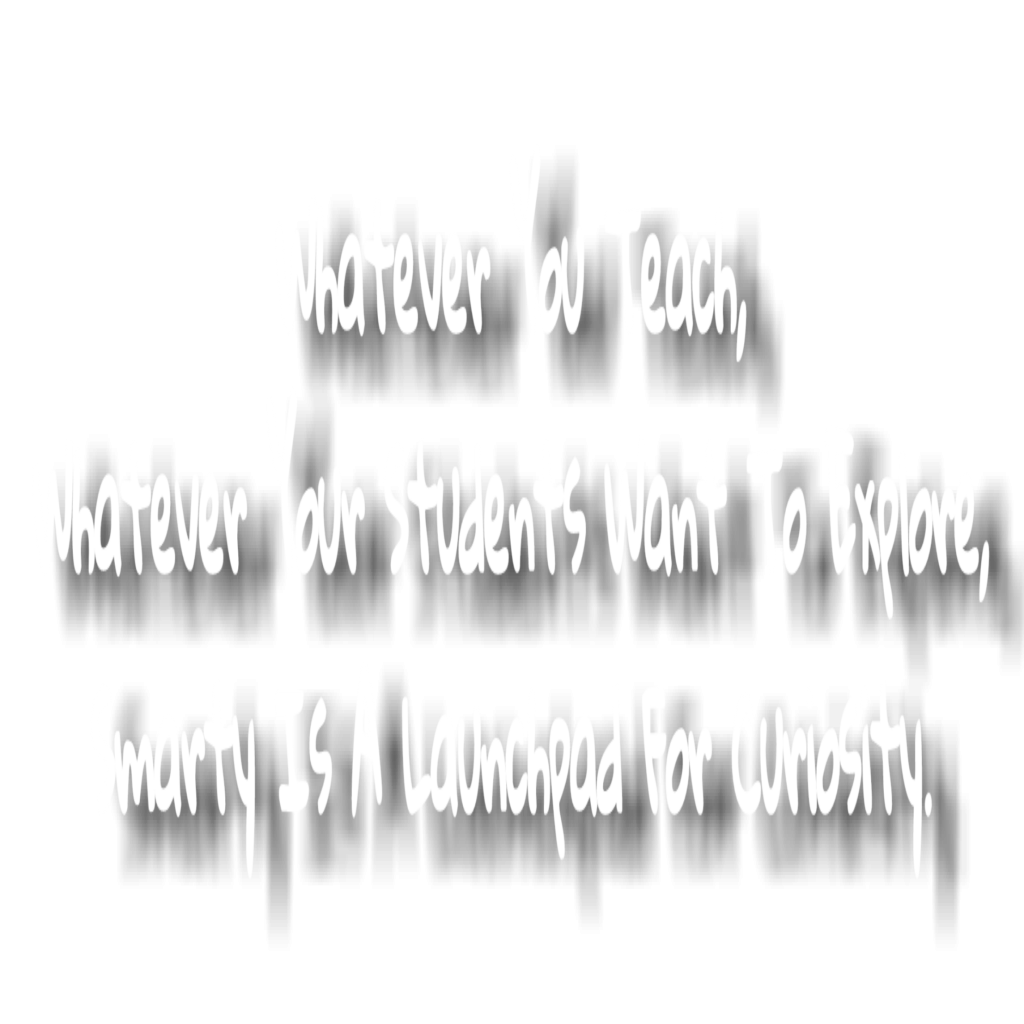 Whatever You Teach,
Whatever Your Students Want To Explore,
Smarty Is A Launchpad For Curiosity.